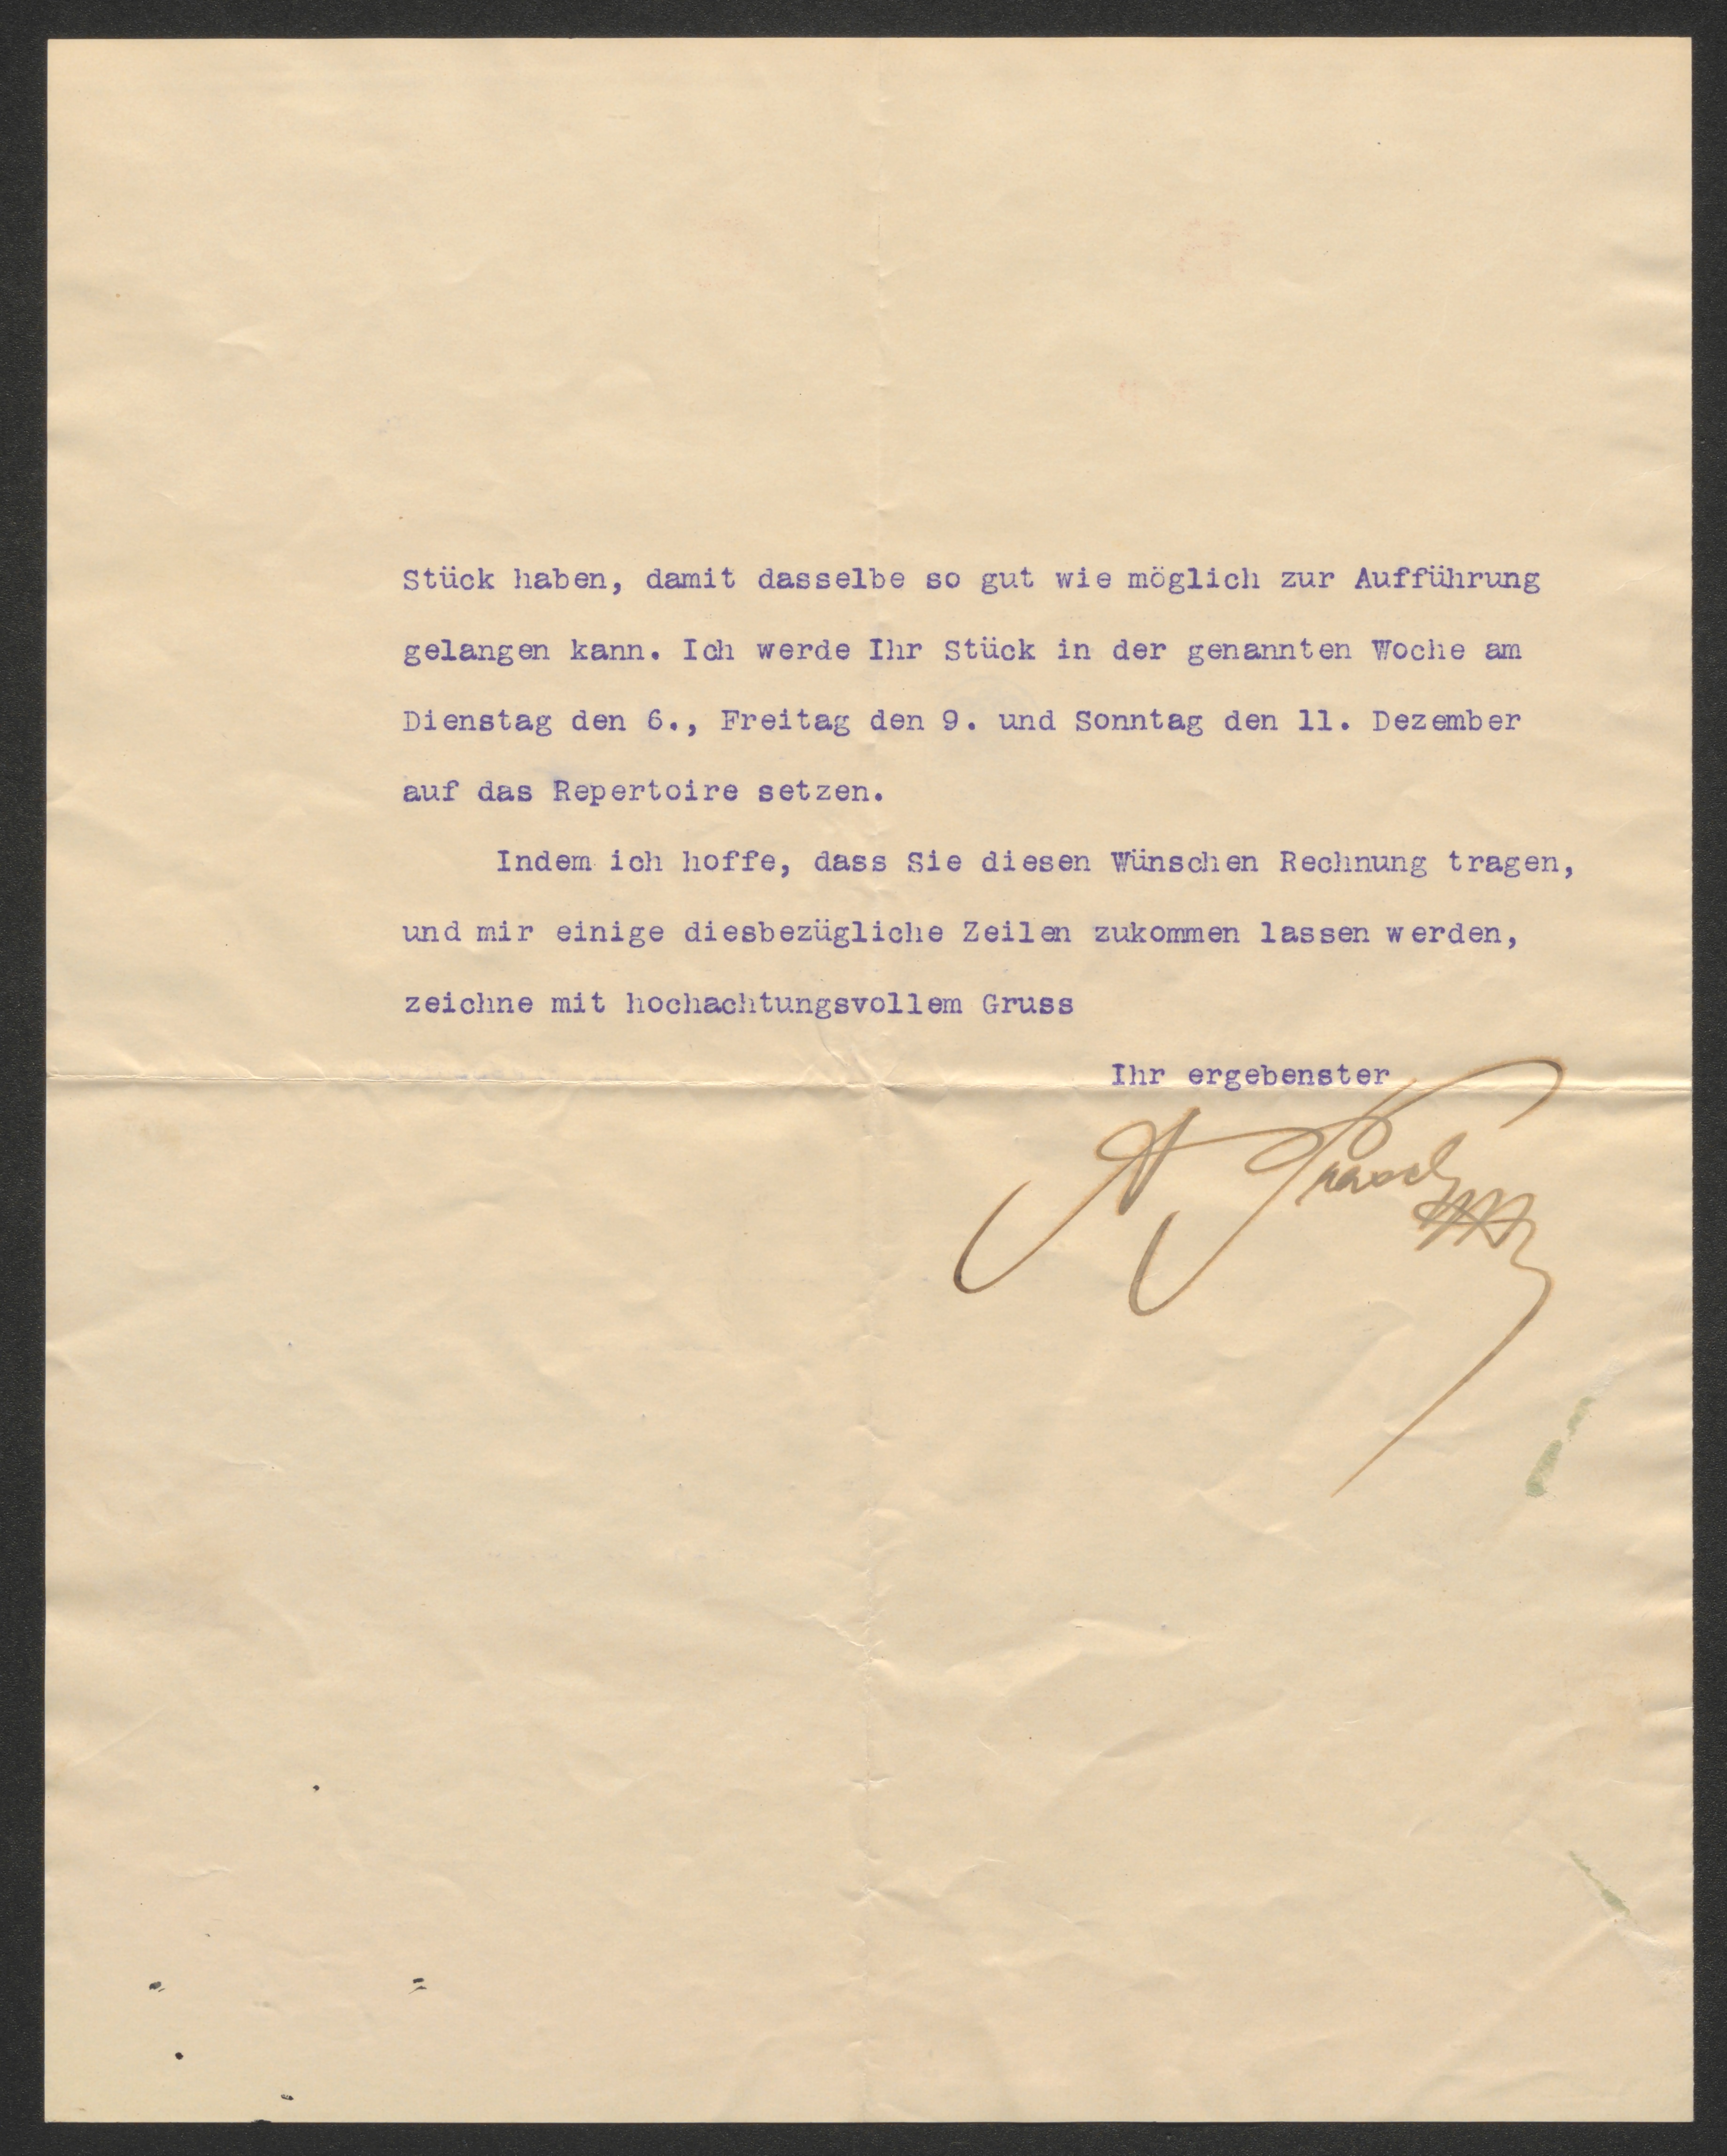 Stück haben, damit dasselbe so gut wie möglich zur Aufführung
gelangen kann. Ich werde Ihr Stück in der genannten Woche am
Dienstag den 6., Freitag den 9. und Sonntag den 11. Dezember
auf das Repertoire setzen.
Indem ich hoffe, dass Sie diesen Wünschen Rechnung tragen,
und mir einige diesbezügliche Zeilen zukommen lassen werden,
zeichne mit hochachtungsvollem Gruss
Ihr ergebenster
A Prasch